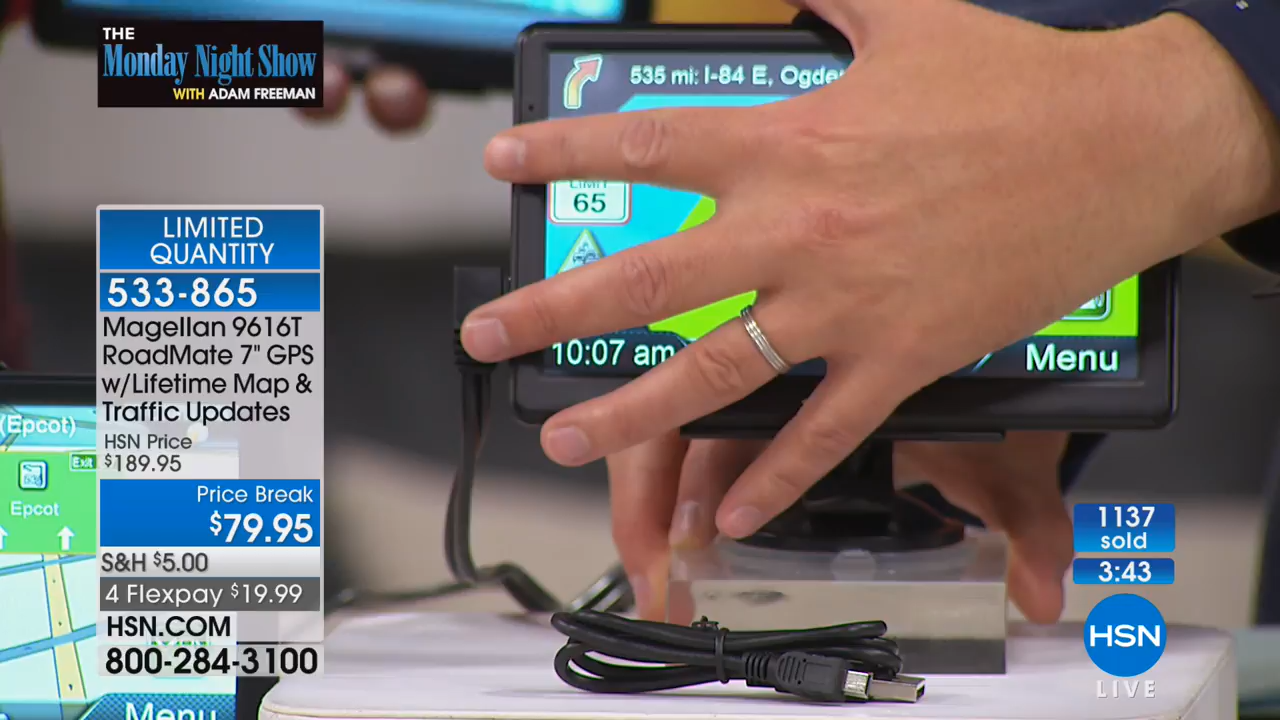 THE
Monday Night Show
WITH ADAM FREEMAN
LIMITED
QUANTITY
533-865
Magellan 9616T
RoadMate 7" GPS
w/Lifetime Map &
Traffic Updates
HSN Price
$189.95
Price Break
$79.95
S&H $5.00
4 Flexpay $19.99
HSN.COM
800-284-3100
535 mi: I-84 E,
LIMIT
65
10:07 am
Menu
(Epcot)
Exit
Epcot
Menu
1137
sold
3:43
HSN
LIVE